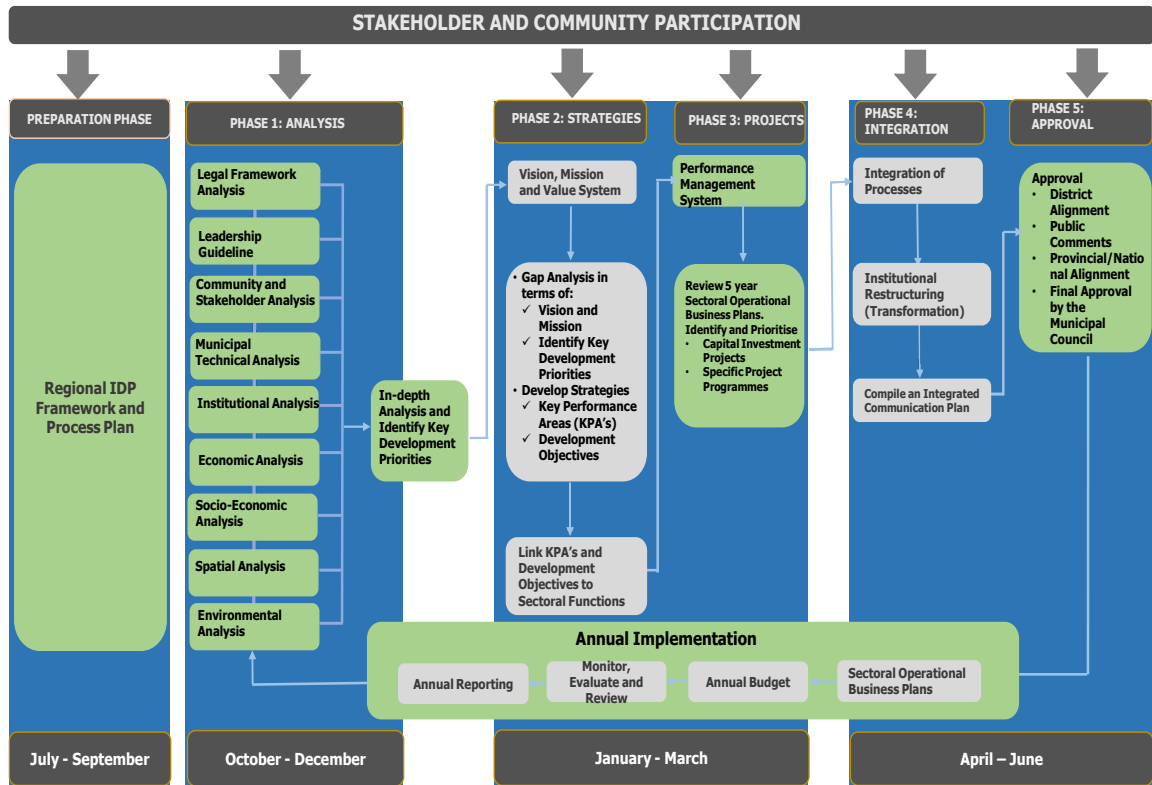 STAKEHOLDER AND COMMUNITY PARTICIPATION
PREPARATION PHASE
Regional IDP
Framework and
Process Plan
July - September
PHASE 1: ANALYSIS
Legal Framework
Analysis
Leadership
Guideline
Community and
Stakeholder Analysis
Municipal
Technical Analysis
Institutional Analysis
Economic Analysis
Socio-Economic
Analysis
Spatial Analysis
Environmental
Analysis
In-depth
Analysis and
Identify Key
Development
Priorities
October - December
PHASE 2: STRATEGIES
Vision, Mission
and Value System
• Gap Analysis in
terms of:
✓ Vision and
Mission
✓ Identify Key
Development
Priorities
• Develop Strategies
✓ Key Performance
Areas (KPA's)
✓ Development
Objectives
Link KPA's and
Development
Objectives to
Sectoral Functions
PHASE 3: PROJECTS
Performance
Management
System
Review 5 year
Sectoral Operational
Business Plans.
Identify and Prioritise
• Capital Investment
Projects
• Specific Project
Programmes
January - March
PHASE 4:
INTEGRATION
Integration of
Processes
Institutional
Restructuring
(Transformation)
Compile an Integrated
Communication Plan
PHASE 5:
APPROVAL
Approval
• District
Alignment
• Public
Comments
• Provincial/Natio
nal Alignment
• Final Approval
by the
Municipal
Council
April – June
Annual Implementation
Annual Reporting
Monitor,
Evaluate and
Review
Annual Budget
Sectoral Operational
Business Plans